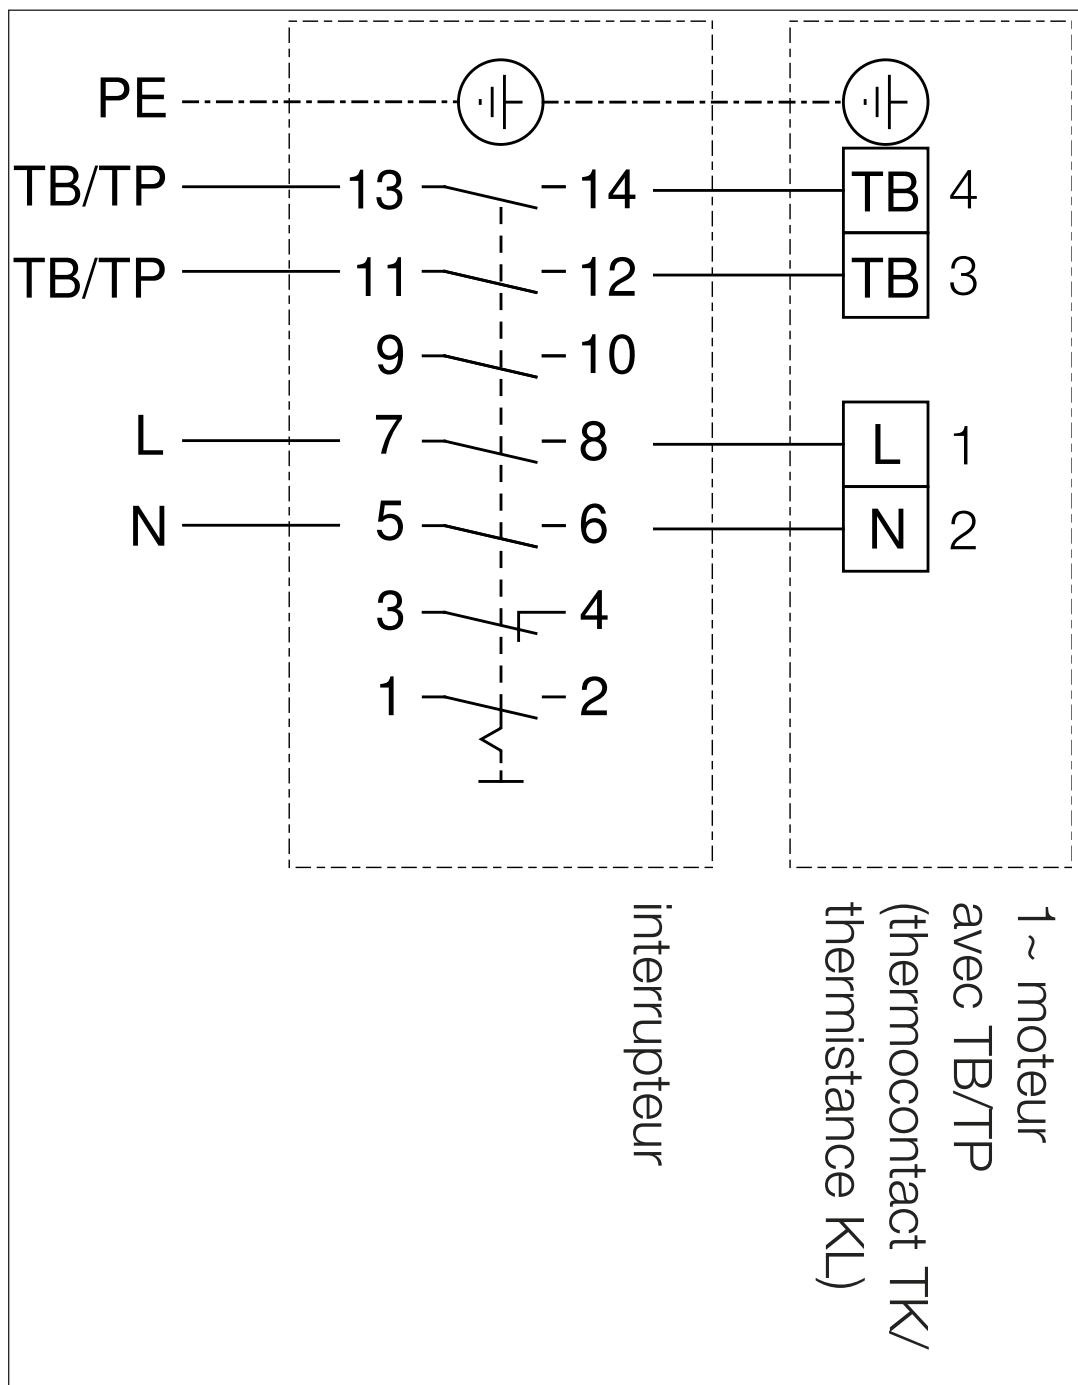 PE
TB/TP 13 14 TB 4
TB/TP 11 12 TB 3
9 10
L 7 8 L 1
N 5 6 N 2
3 4
1 2
interrupteur
1~ moteur
avec TB/TP
(thermocontact TK/
thermistance KL)